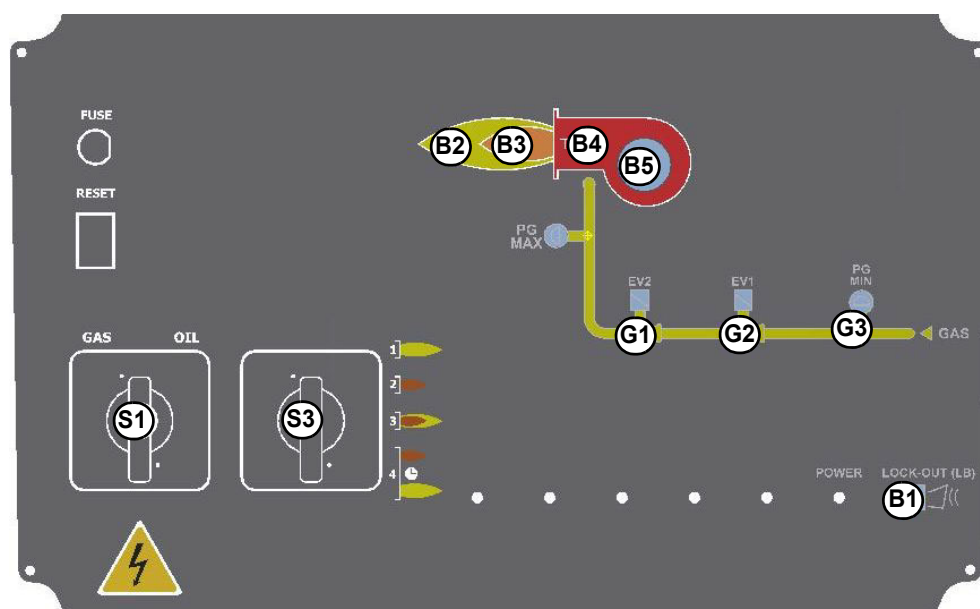 FUSE
B2
B3
B4
B5
RESET
PG
MAX
EV2
EV1
PG
MIN
G1
G2
G3
GAS
GAS
OIL
1
2
3
4
S1
S3
POWER
LOCK-OUT (LB)
B1